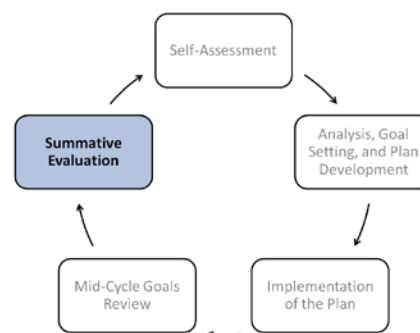 Self-Assessment
Summative
Evaluation
Analysis, Goal
Setting, and Plan
Development
Mid-Cycle Goals
Review
Implementation
of the Plan